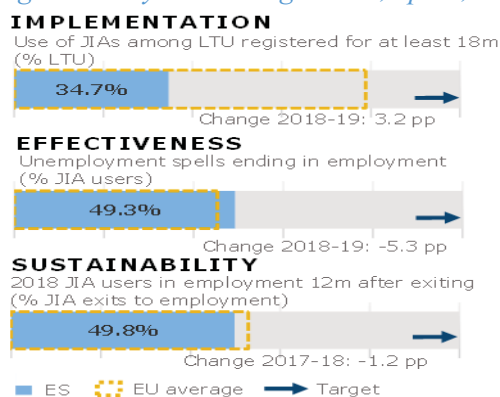 IMPLEMENTATION
Use of JIAs among LTU registered for at least 18m
(% LTU)
34.7%
Change 2018-19: 3.2 pp
EFFECTIVENESS
Unemployment spells ending in employment
(% JIA users)
49.3%
Change 2018-19: -5.3 pp
SUSTAINABILITY
2018 JIA users in employment 12m after exiting
(% JIA exits to employment)
49.8%
Change 2017-18: -1.2 pp
ES EU average Target